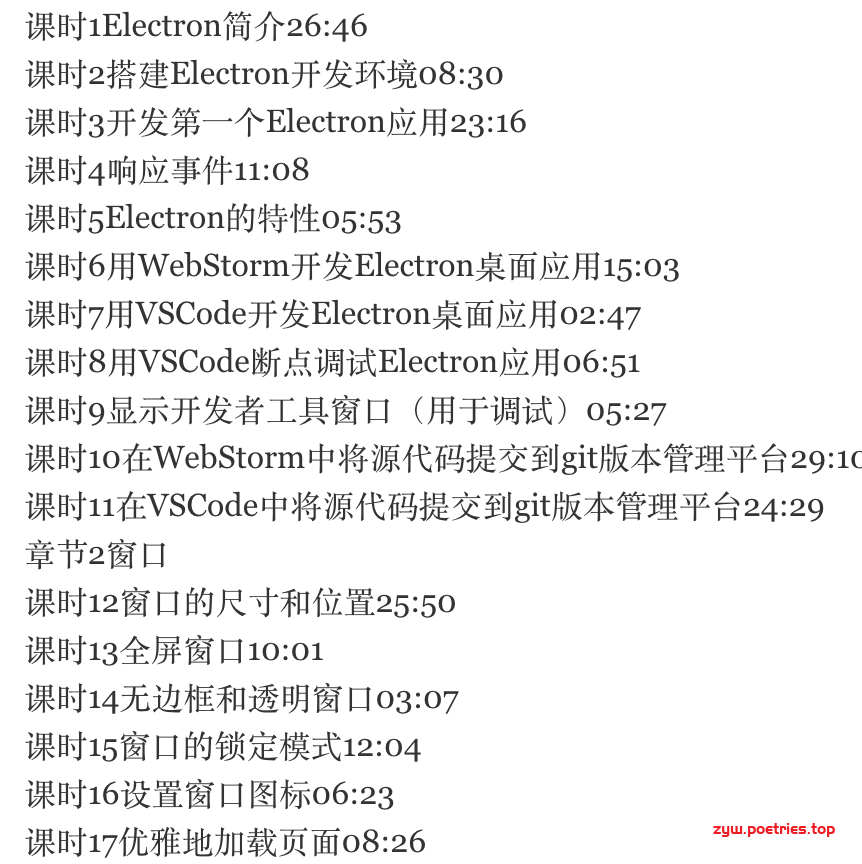 课时1Electron简介26:46
课时2搭建Electron开发环境08:30
课时3开发第一个Electron应用23:16
课时4响应事件11:08
课时5Electron的特性05:53
课时6用WebStorm开发Electron桌面应用15:03
课时7用VSCode开发Electron桌面应用02:47
课时8用VSCode断点调试Electron应用06:51
课时9显示开发者工具窗口（用于调试）05:27
课时10在WebStorm中将源代码提交到git版本管理平台29:10
课时11在VSCode中将源代码提交到git版本管理平台24:29
章节2窗口
课时12窗口的尺寸和位置25:50
课时13全屏窗口10:01
课时14无边框和透明窗口03:07
课时15窗口的锁定模式12:04
课时16设置窗口图标06:23
课时17优雅地加载页面08:26
zyw.poetries.top